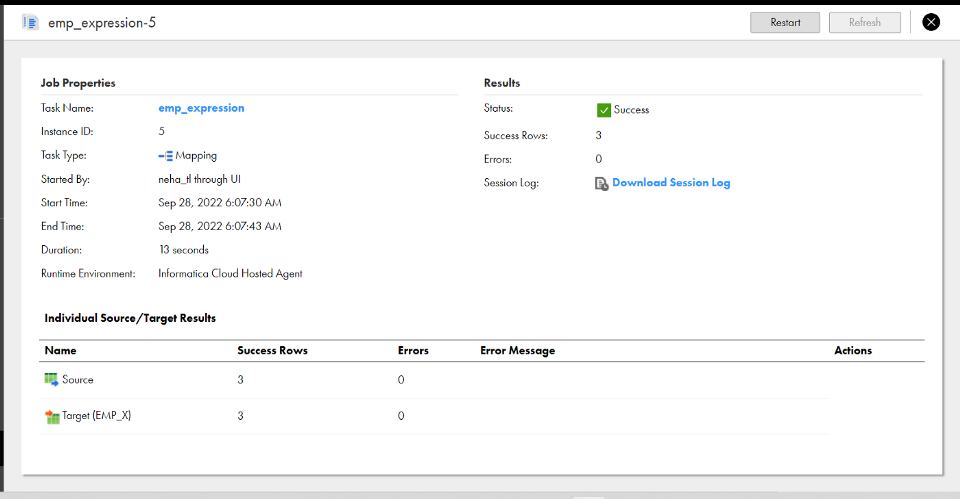 emp_expression-5
Restart
Refresh
Job Properties
Task Name: emp_expression
Instance ID: 5
Task Type: Mapping
Started By: neha_tl through UI
Start Time: Sep 28, 2022 6:07:30 AM
End Time: Sep 28, 2022 6:07:43 AM
Duration: 13 seconds
Runtime Environment: Informatica Cloud Hosted Agent
Results
Status: Success
Success Rows: 3
Errors: 0
Session Log: Download Session Log
Individual Source/Target Results
Name Success Rows Errors Error Message Actions
Source 3 0
Target (EMP_X) 3 0